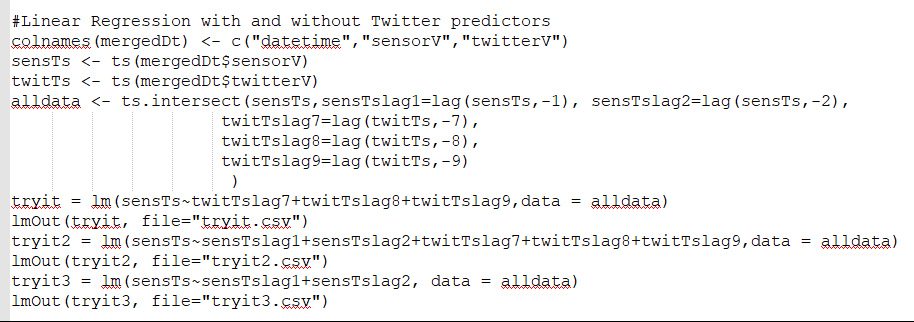 #Linear Regression with and without Twitter predictors
colnames(mergedDt) <- c("datetime","sensorV","twitterV")
sensTs <- ts(mergedDt$sensorV)
twitTs <- ts(mergedDt$twitterV)
alldata <- ts.intersect(sensTs,sensTslag1=lag(sensTs,-1), sensTslag2=lag(sensTs,-2),
twitTslag7=lag(twitTs,-7),
twitTslag8=lag(twitTs,-8),
twitTslag9=lag(twitTs,-9)
)
tryit = lm(sensTs~twitTslag7+twitTslag8+twitTslag9,data = alldata)
lmOut(tryit, file="tryit.csv")
tryit2 = lm(sensTs~sensTslag1+sensTslag2+twitTslag7+twitTslag8+twitTslag9,data = alldata)
lmOut(tryit2, file="tryit2.csv")
tryit3 = lm(sensTs~sensTslag1+sensTslag2, data = alldata)
lmOut(tryit3, file="tryit3.csv")